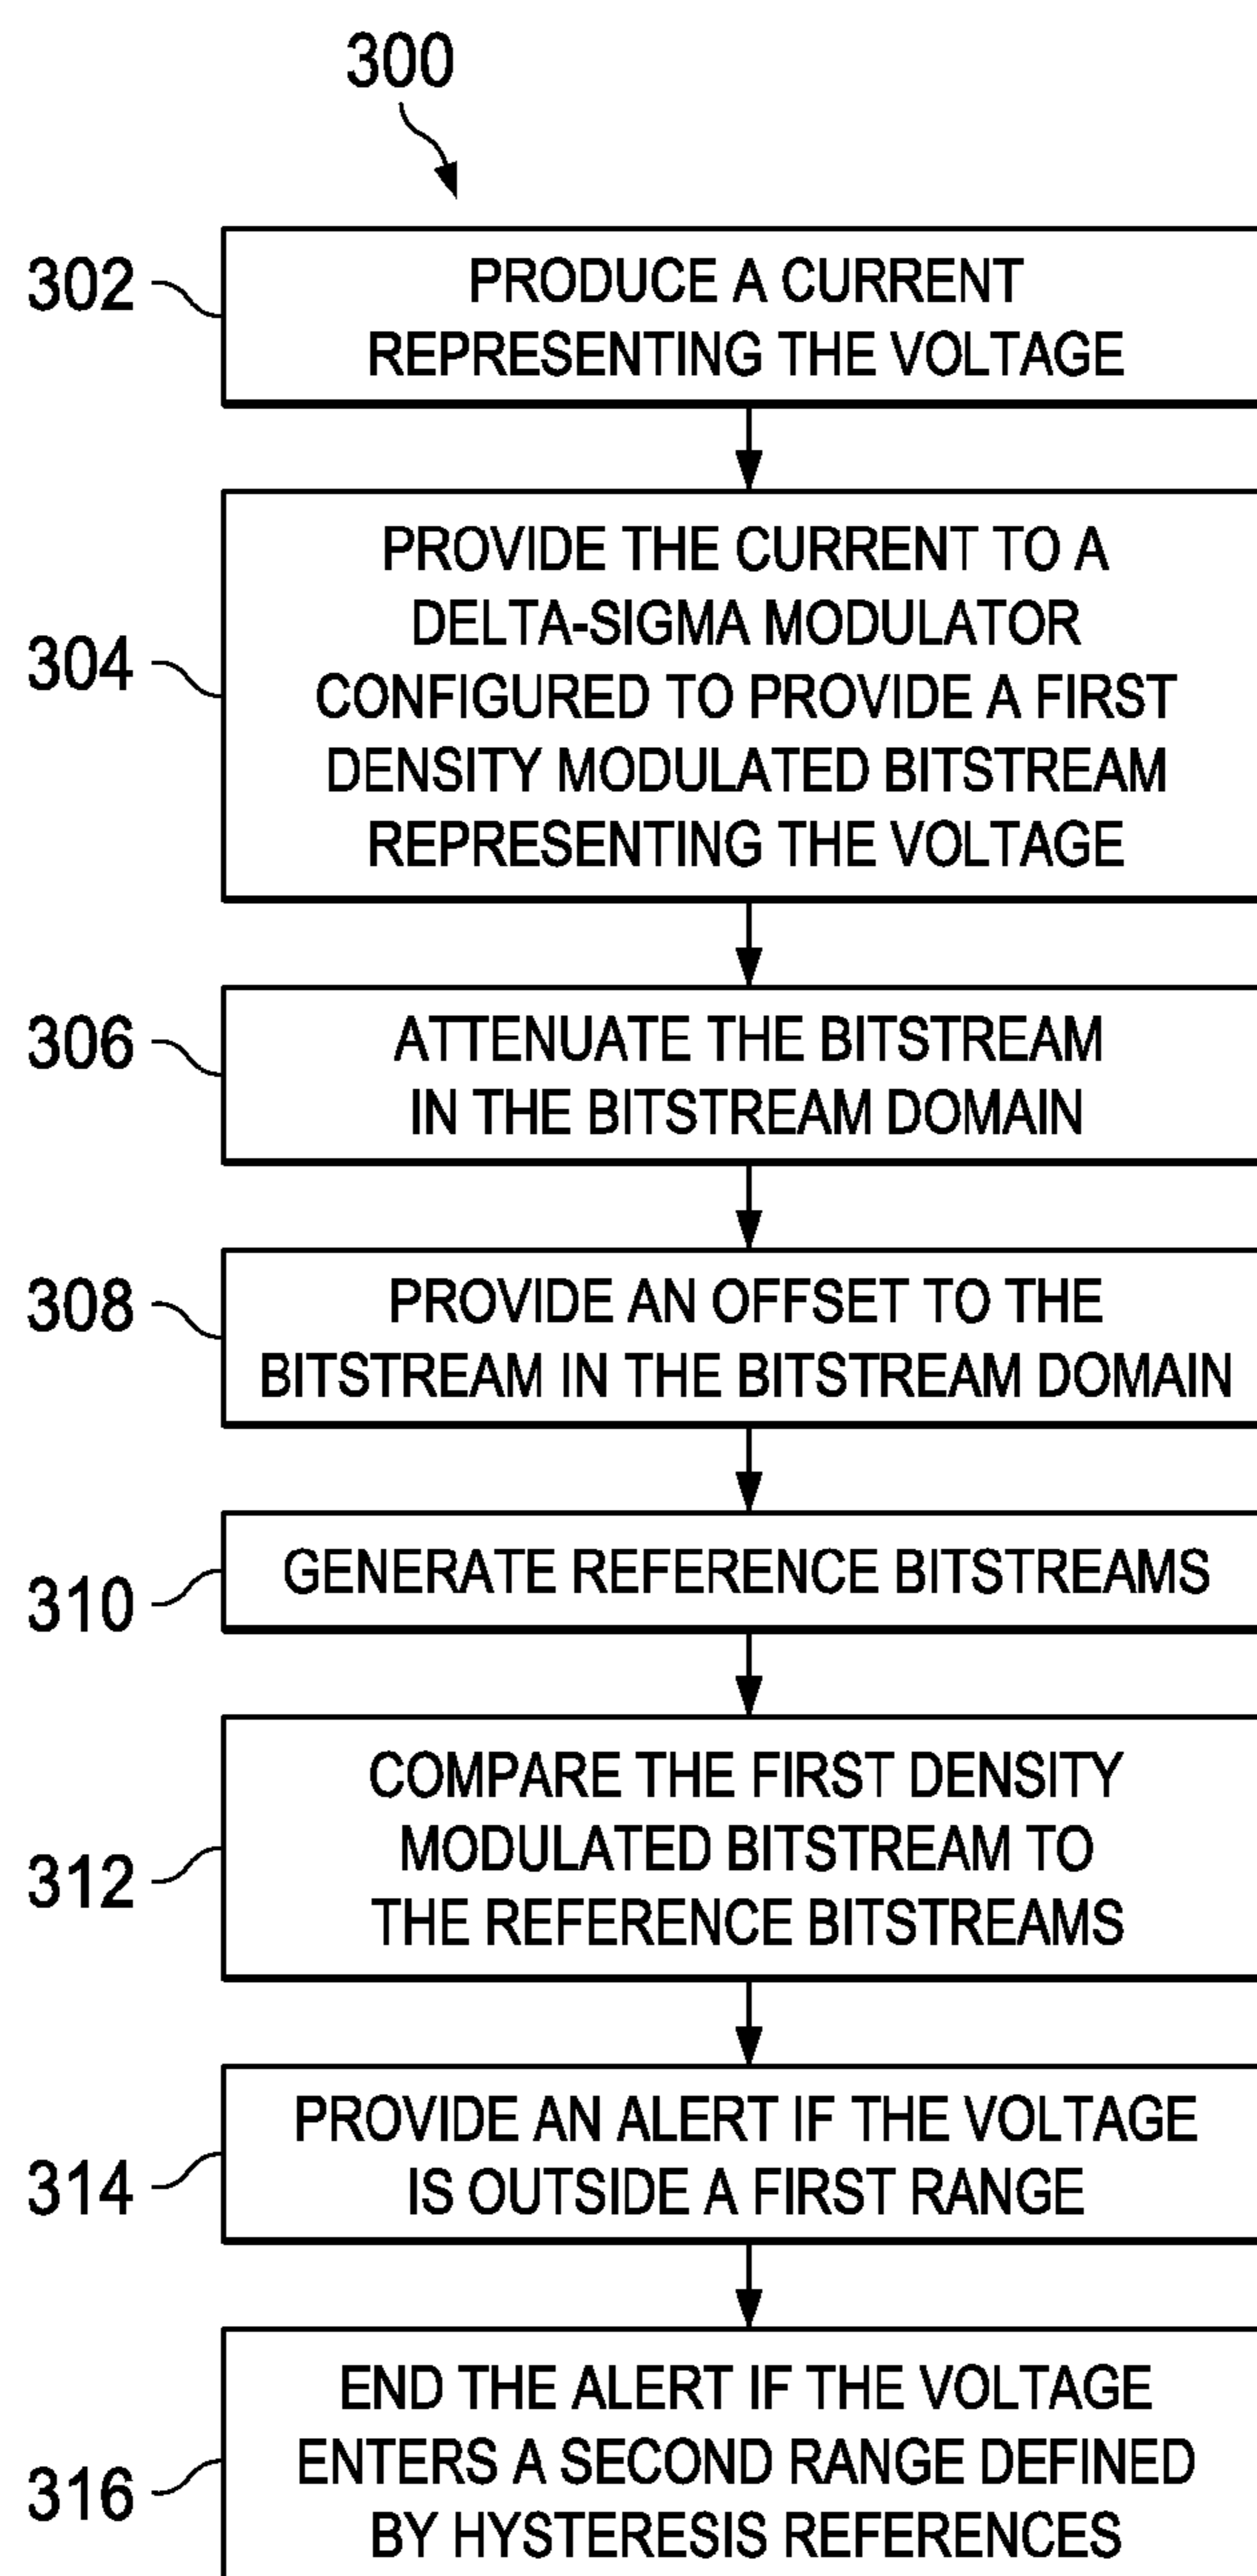 300
302
PRODUCE A CURRENT
REPRESENTING THE VOLTAGE
304
PROVIDE THE CURRENT TO A
DELTA-SIGMA MODULATOR
CONFIGURED TO PROVIDE A FIRST
DENSITY MODULATED BITSTREAM
REPRESENTING THE VOLTAGE
306
ATTENUATE THE BITSTREAM
IN THE BITSTREAM DOMAIN
308
PROVIDE AN OFFSET TO THE
BITSTREAM IN THE BITSTREAM DOMAIN
310
GENERATE REFERENCE BITSTREAMS
312
COMPARE THE FIRST DENSITY
MODULATED BITSTREAM TO
THE REFERENCE BITSTREAMS
314
PROVIDE AN ALERT IF THE VOLTAGE
IS OUTSIDE A FIRST RANGE
316
END THE ALERT IF THE VOLTAGE
ENTERS A SECOND RANGE DEFINED
BY HYSTERESIS REFERENCES